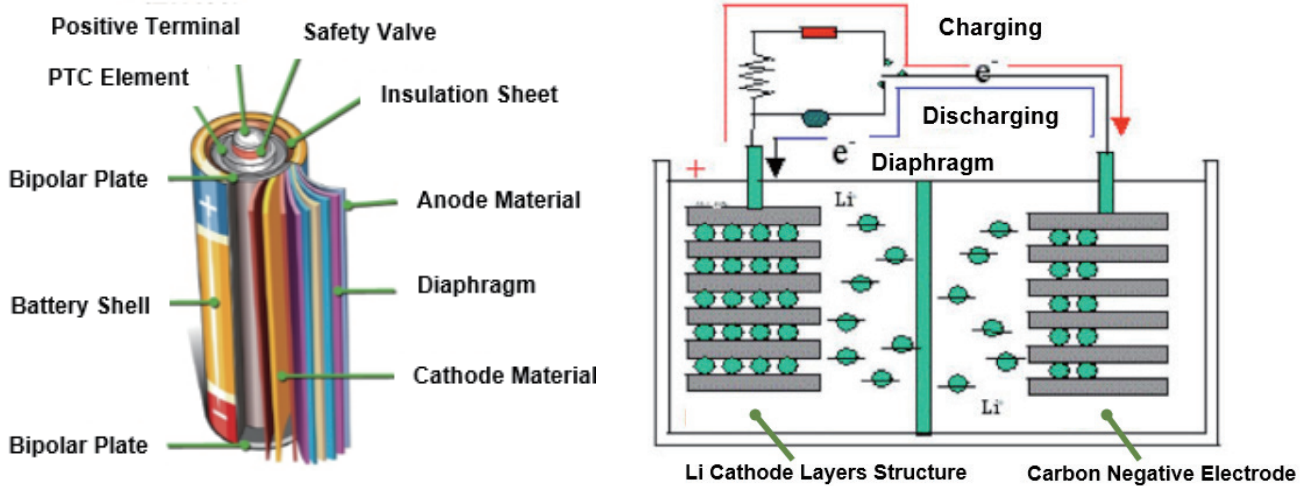 Positive Terminal
Safety Valve
PTC Element
Insulation Sheet
Bipolar Plate
Anode Material
Battery Shell
Diaphragm
Cathode Material
Bipolar Plate
+
−
Charging
e-
Discharging
e-
Diaphragm
+
Li+
Li+
Li Cathode Layers Structure
Carbon Negative Electrode